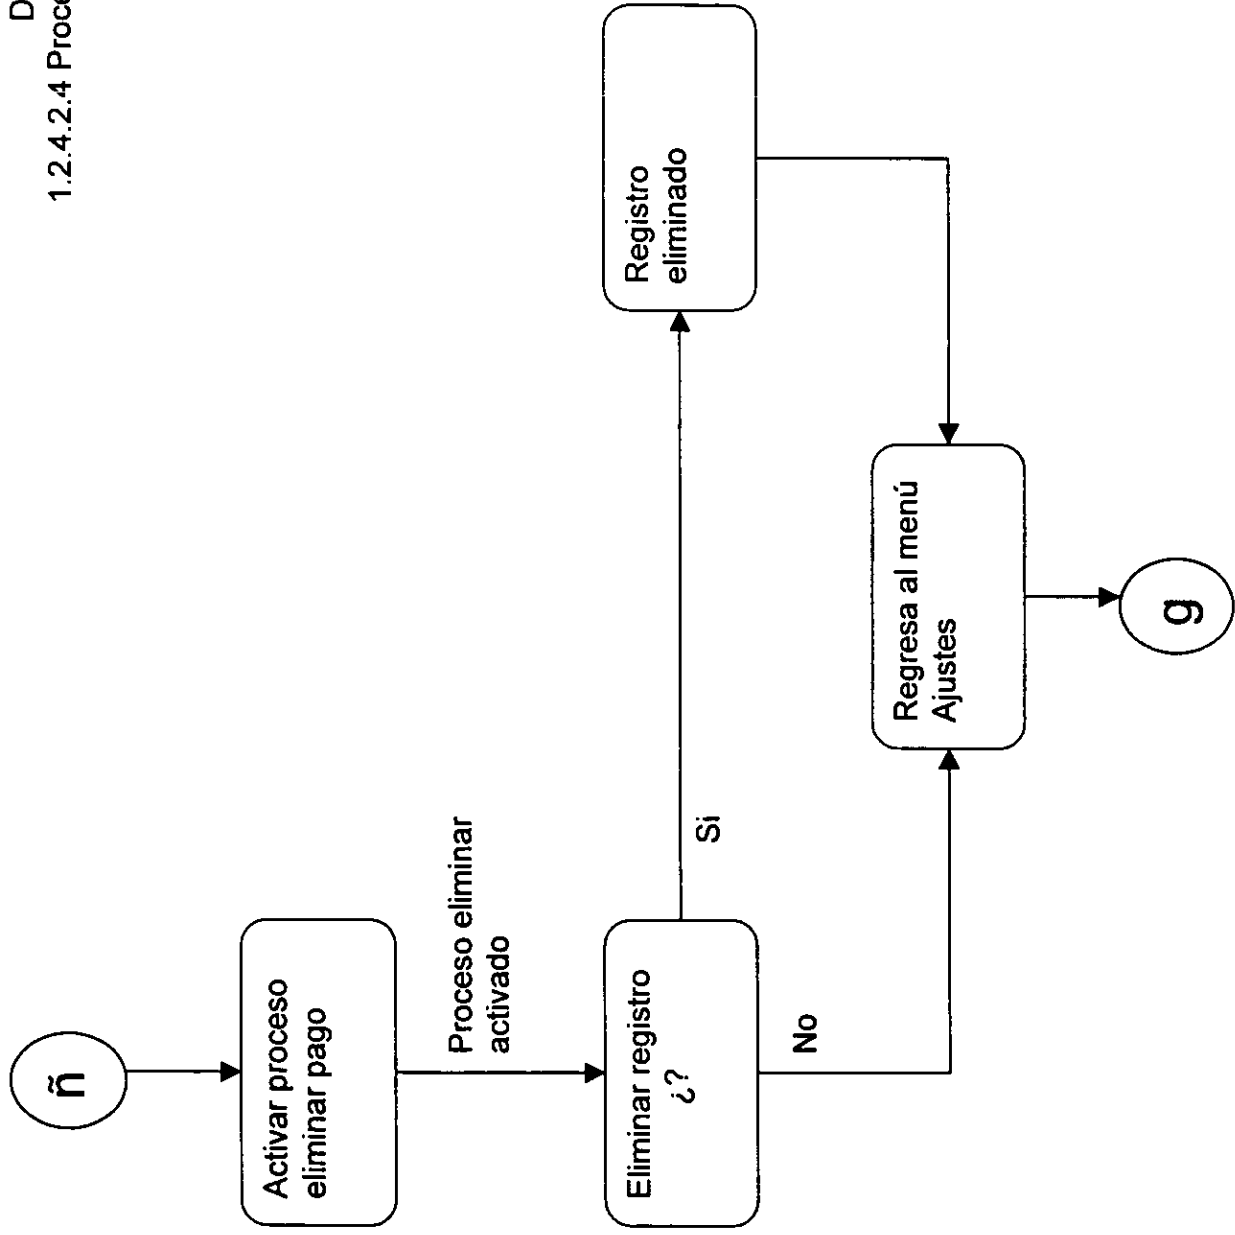 1.2.4.2.4
ñ
Activar proceso
eliminar pago
Proceso eliminar
activado
Eliminar registro
¿?
Si
No
Registro
eliminado
Regresa al menú
Ajustes
g